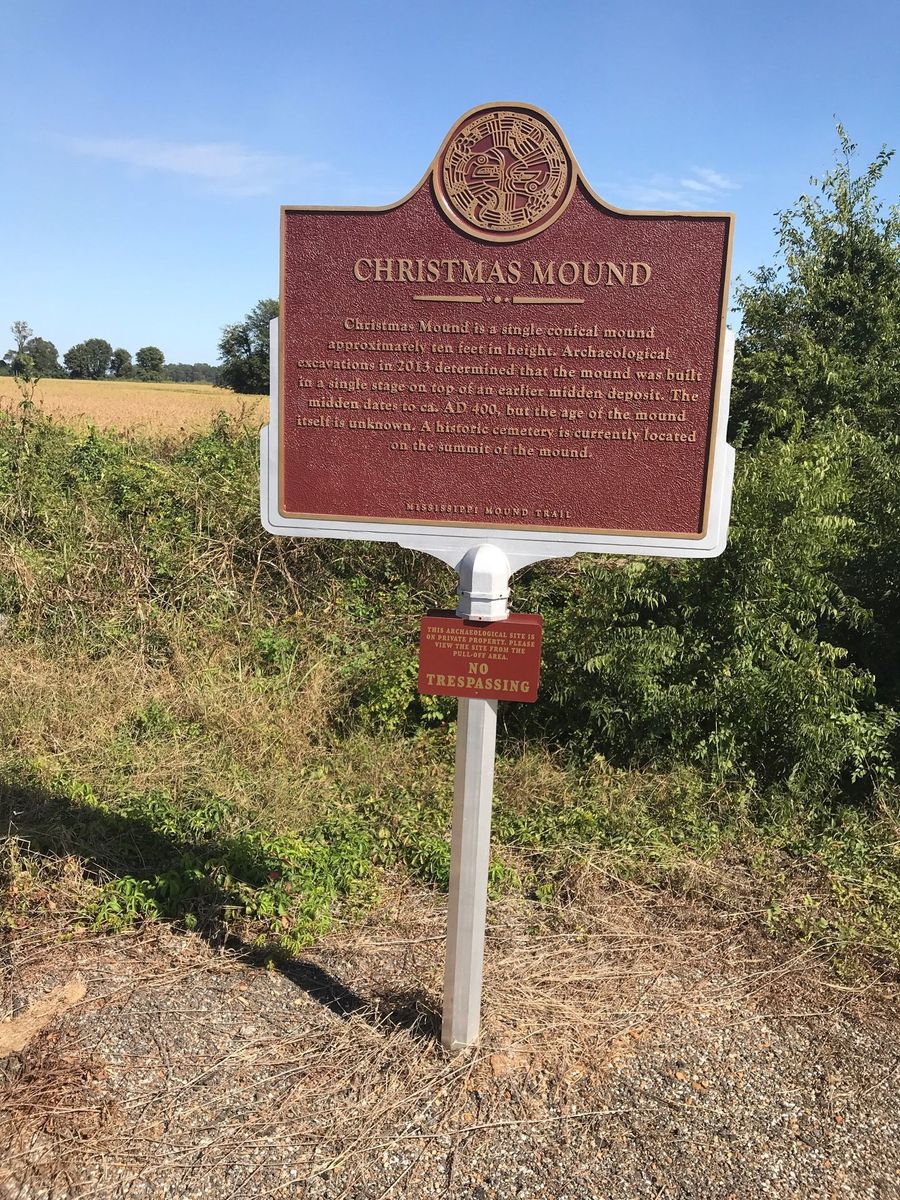 CHRISTMAS MOUND
Christmas Mound is a single conical mound
approximately ten feet in height. Archaeological
excavations in 2013 determined that the mound was built
in a single stage on top of an earlier midden deposit. The
midden dates to ca. AD 400, but the age of the mound
itself is unknown. A historic cemetery is currently located
on the summit of the mound.
MISSISSIPPI MOUND TRAIL
THIS ARCHAEOLOGICAL SITE IS
ON PRIVATE PROPERTY. PLEASE
VIEW THE SITE FROM THE
PULL-OFF AREA.
NO
TRESPASSING